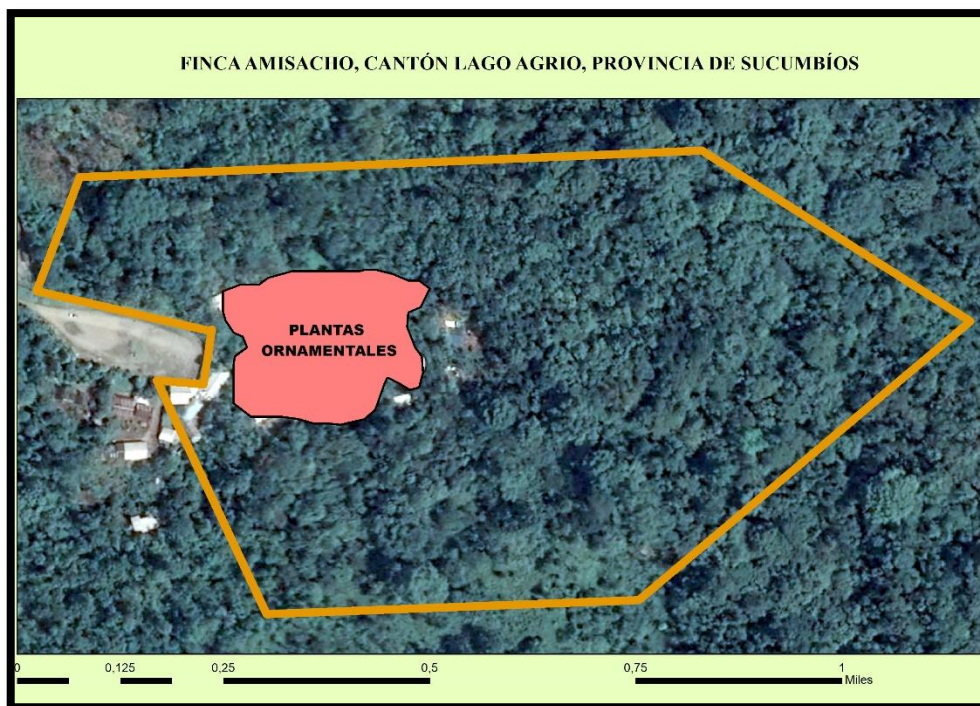 FINCA AMISACHO, CANTÓN LAGO AGRIO, PROVINCIA DE SUCUMBÍOS
PLANTAS
ORNAMENTALES
0 0,125 0,25 0,5 0,75 1
Miles